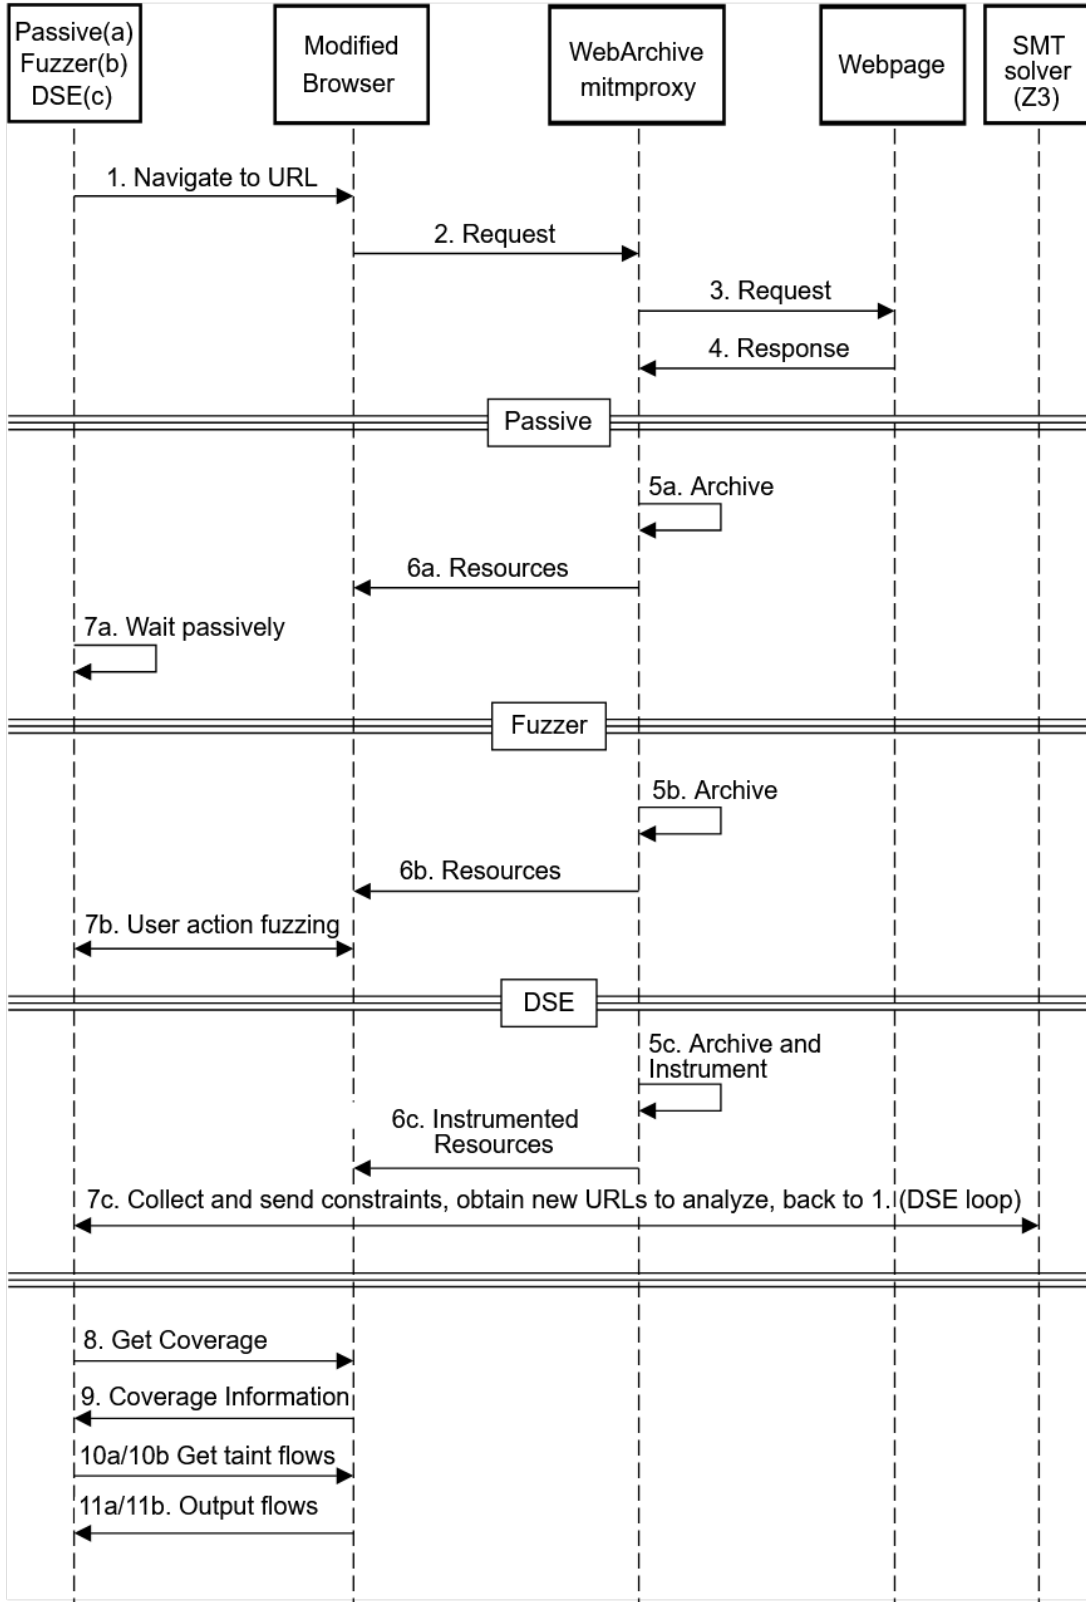 Passive(a)
Fuzzer(b)
DSE(c)
Modified
Browser
WebArchive
mitmproxy
Webpage
SMT
solver
(Z3)
1. Navigate to URL
2. Request
3. Request
4. Response
Passive
5a. Archive
6a. Resources
7a. Wait passively
Fuzzer
5b. Archive
6b. Resources
7b. User action fuzzing
DSE
5c. Archive and
Instrument
6c. Instrumented
Resources
7c. Collect and send constraints, obtain new URLs to analyze, back to 1. (DSE loop)
8. Get Coverage
9. Coverage Information
10a/10b Get taint flows
11a/11b. Output flows